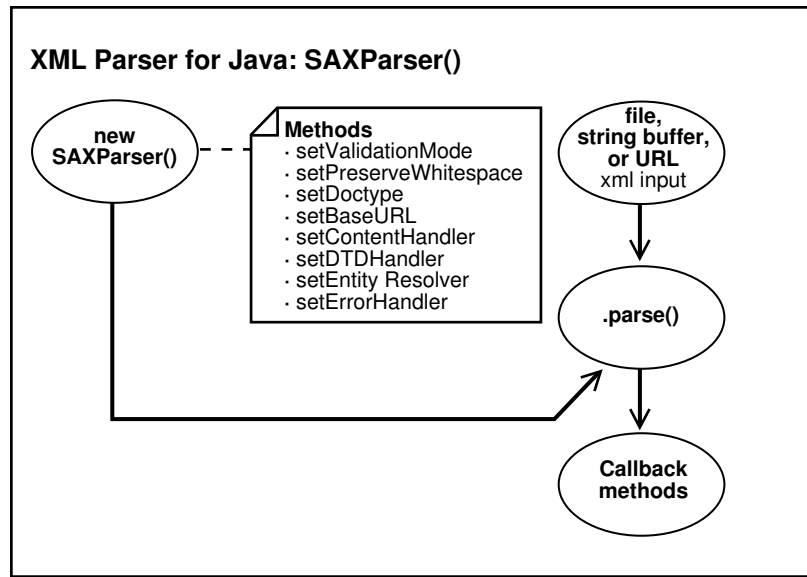 XML Parser for Java: SAXParser()
new
SAXParser()
Methods
· setValidationMode
· setPreserveWhitespace
· setDoctype
· setBaseURL
· setContentHandler
· setDTDHandler
· setEntity Resolver
· setErrorHandler
file,
string buffer,
or URL
xml input
.parse()
Callback
methods